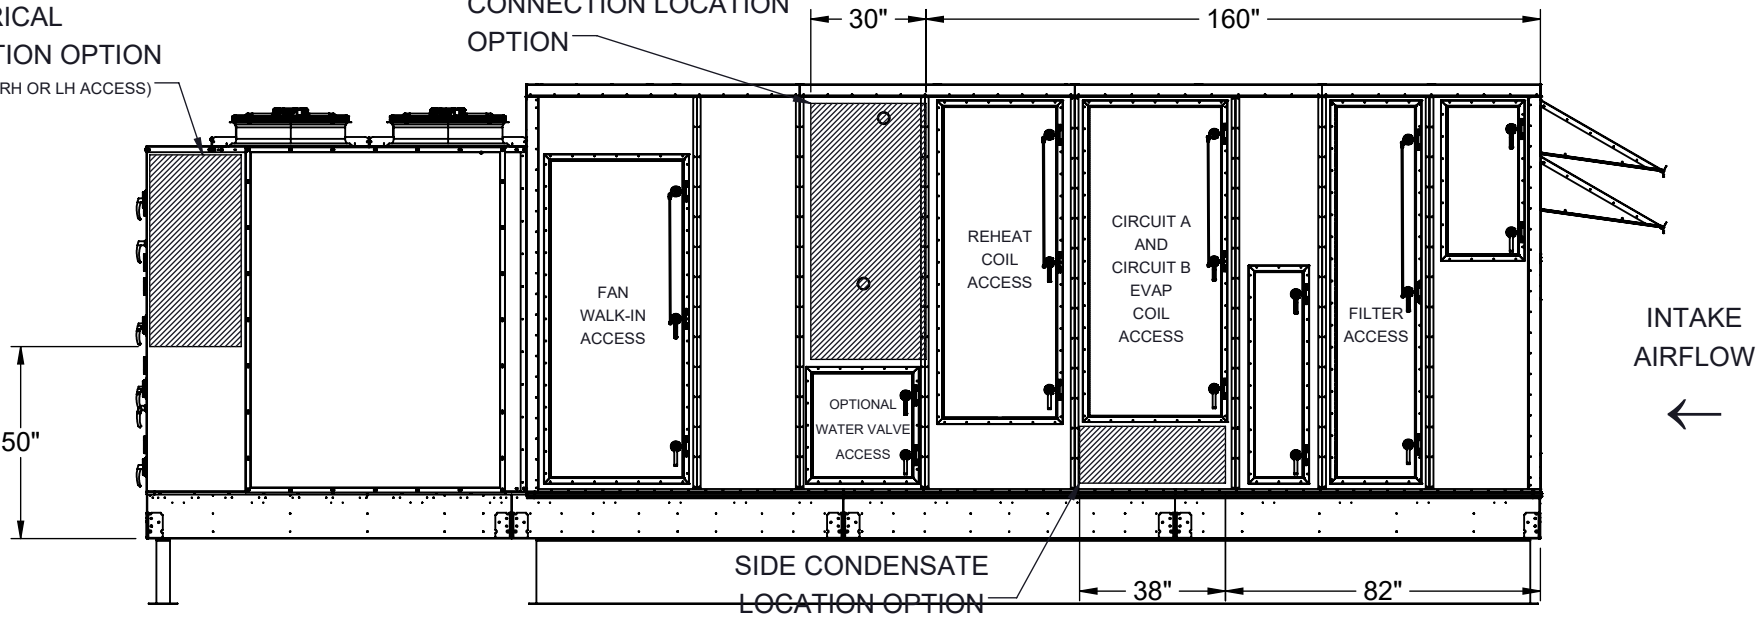 RICAL
TION OPTION
RH OR LH ACCESS)
CONNECTION LOCATION
OPTION
30"
160"
FAN
WALK-IN
ACCESS
OPTIONAL
WATER VALVE
ACCESS
REHEAT
COIL
ACCESS
CIRCUIT A
AND
CIRCUIT B
EVAP
COIL
ACCESS
FILTER
ACCESS
INTAKE
AIRFLOW
50"
SIDE CONDENSATE
LOCATION OPTION
38"
82"